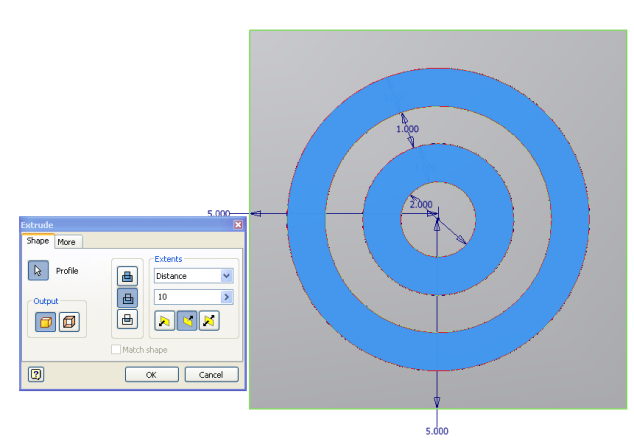 1.000
2.000
5.000
Extrude
Shape More
Profile
Extents
Distance
10
Output
Match shape
OK Cancel
5.000